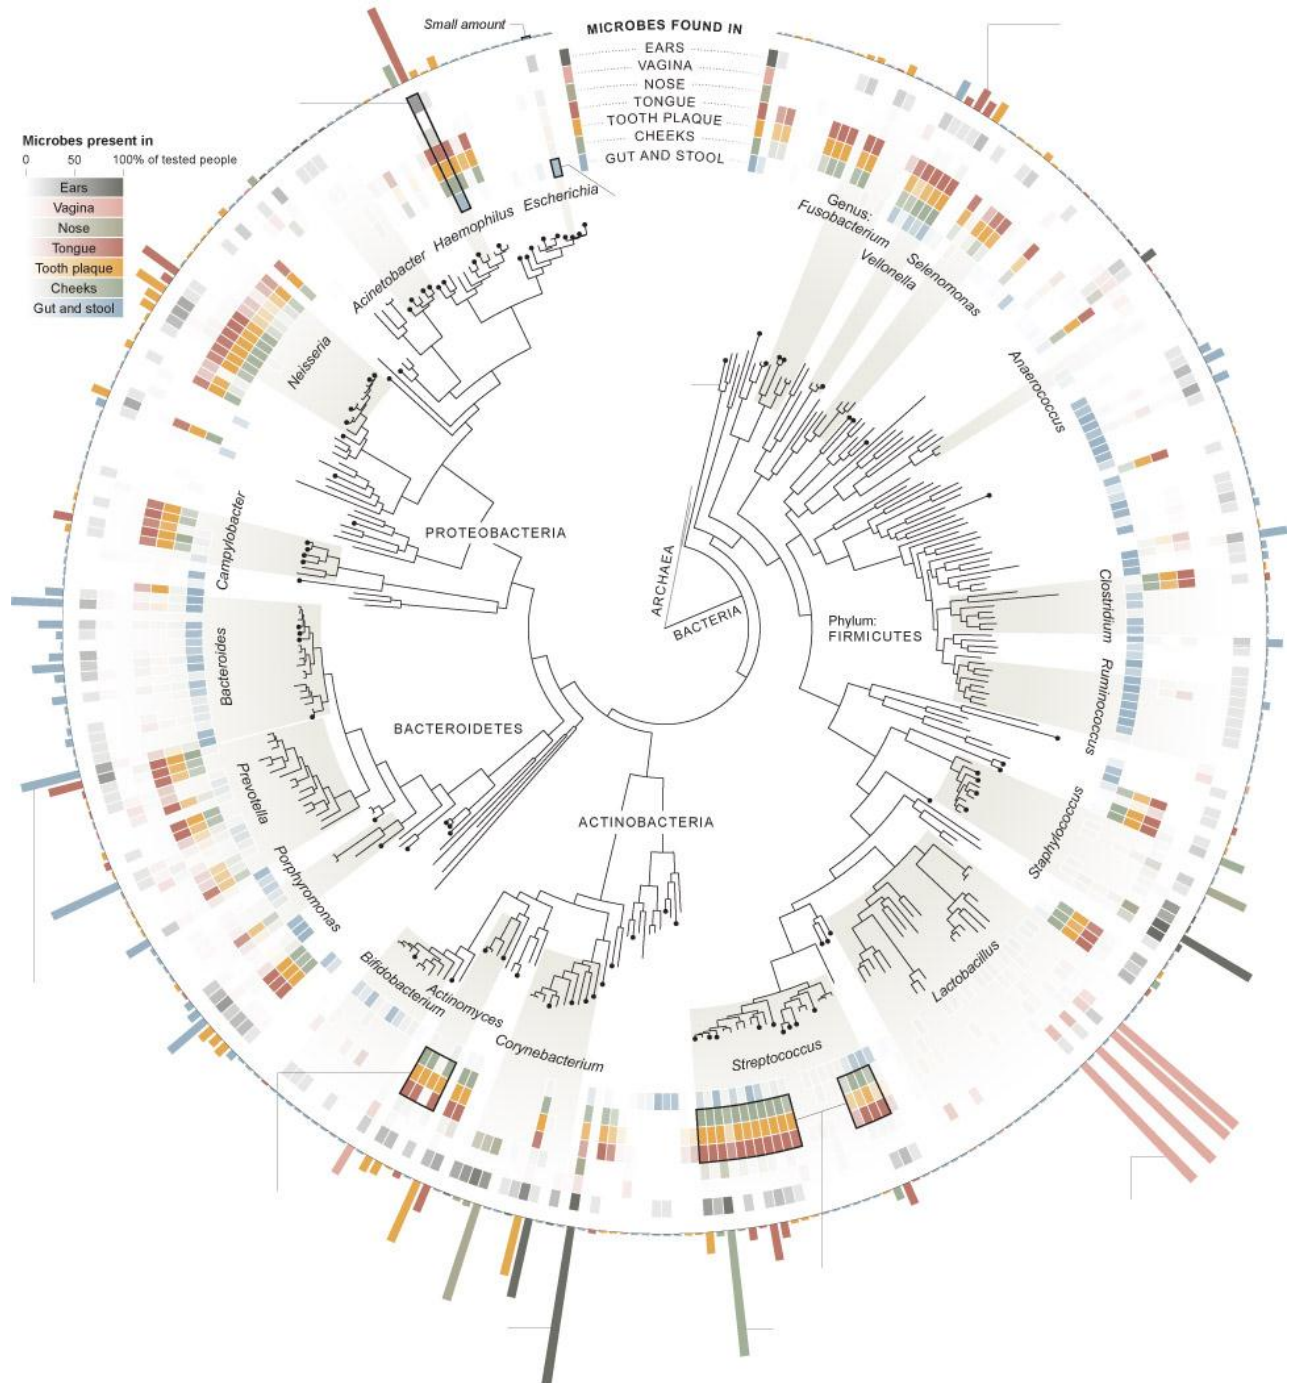 Small amount
MICROBES FOUND IN
EARS
VAGINA
NOSE
TONGUE
TOOTH PLAQUE
CHEEKS
GUT AND STOOL
Microbes present in
0 50 100% of tested people
Ears
Vagina
Nose
Tongue
Tooth plaque
Cheeks
Gut and stool
Escherichia
Haemophilus
Acinetobacter
Neisseria
Campylobacter
Bacteroides
Prevotella
Porphyromonas
Bifidobacterium
Actinomyces
Corynebacterium
Streptococcus
Lactobacillus
Staphylococcus
Ruminococcus
Clostridium
Anaerococcus
Selenomonas
Vellonella
Genus:
Fusobacterium
PROTEOBACTERIA
ARCHAEA
BACTERIA
Phylum:
FIRMICUTES
BACTEROIDETES
ACTINOBACTERIA